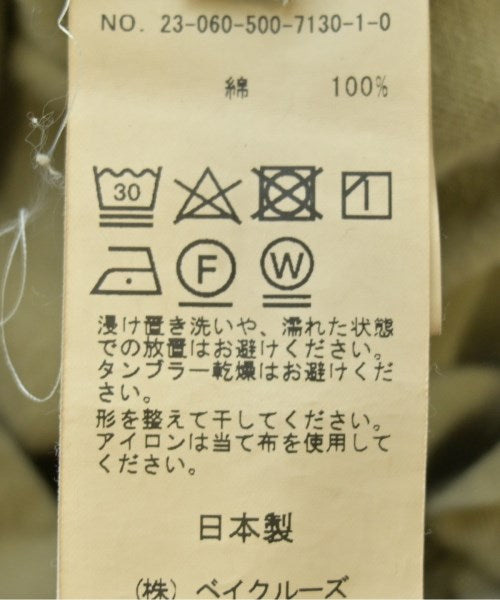 NO. 23-060-500-7130-1-0
綿 100%
30
F W
浸け置き洗いや、濡れた状態
での放置はお避けください。
タンブラー乾燥はお避けくだ
さい。
形を整えて干してください。
アイロンは当て布を使用して
ください。
日本製
(株) ベイクルーズ